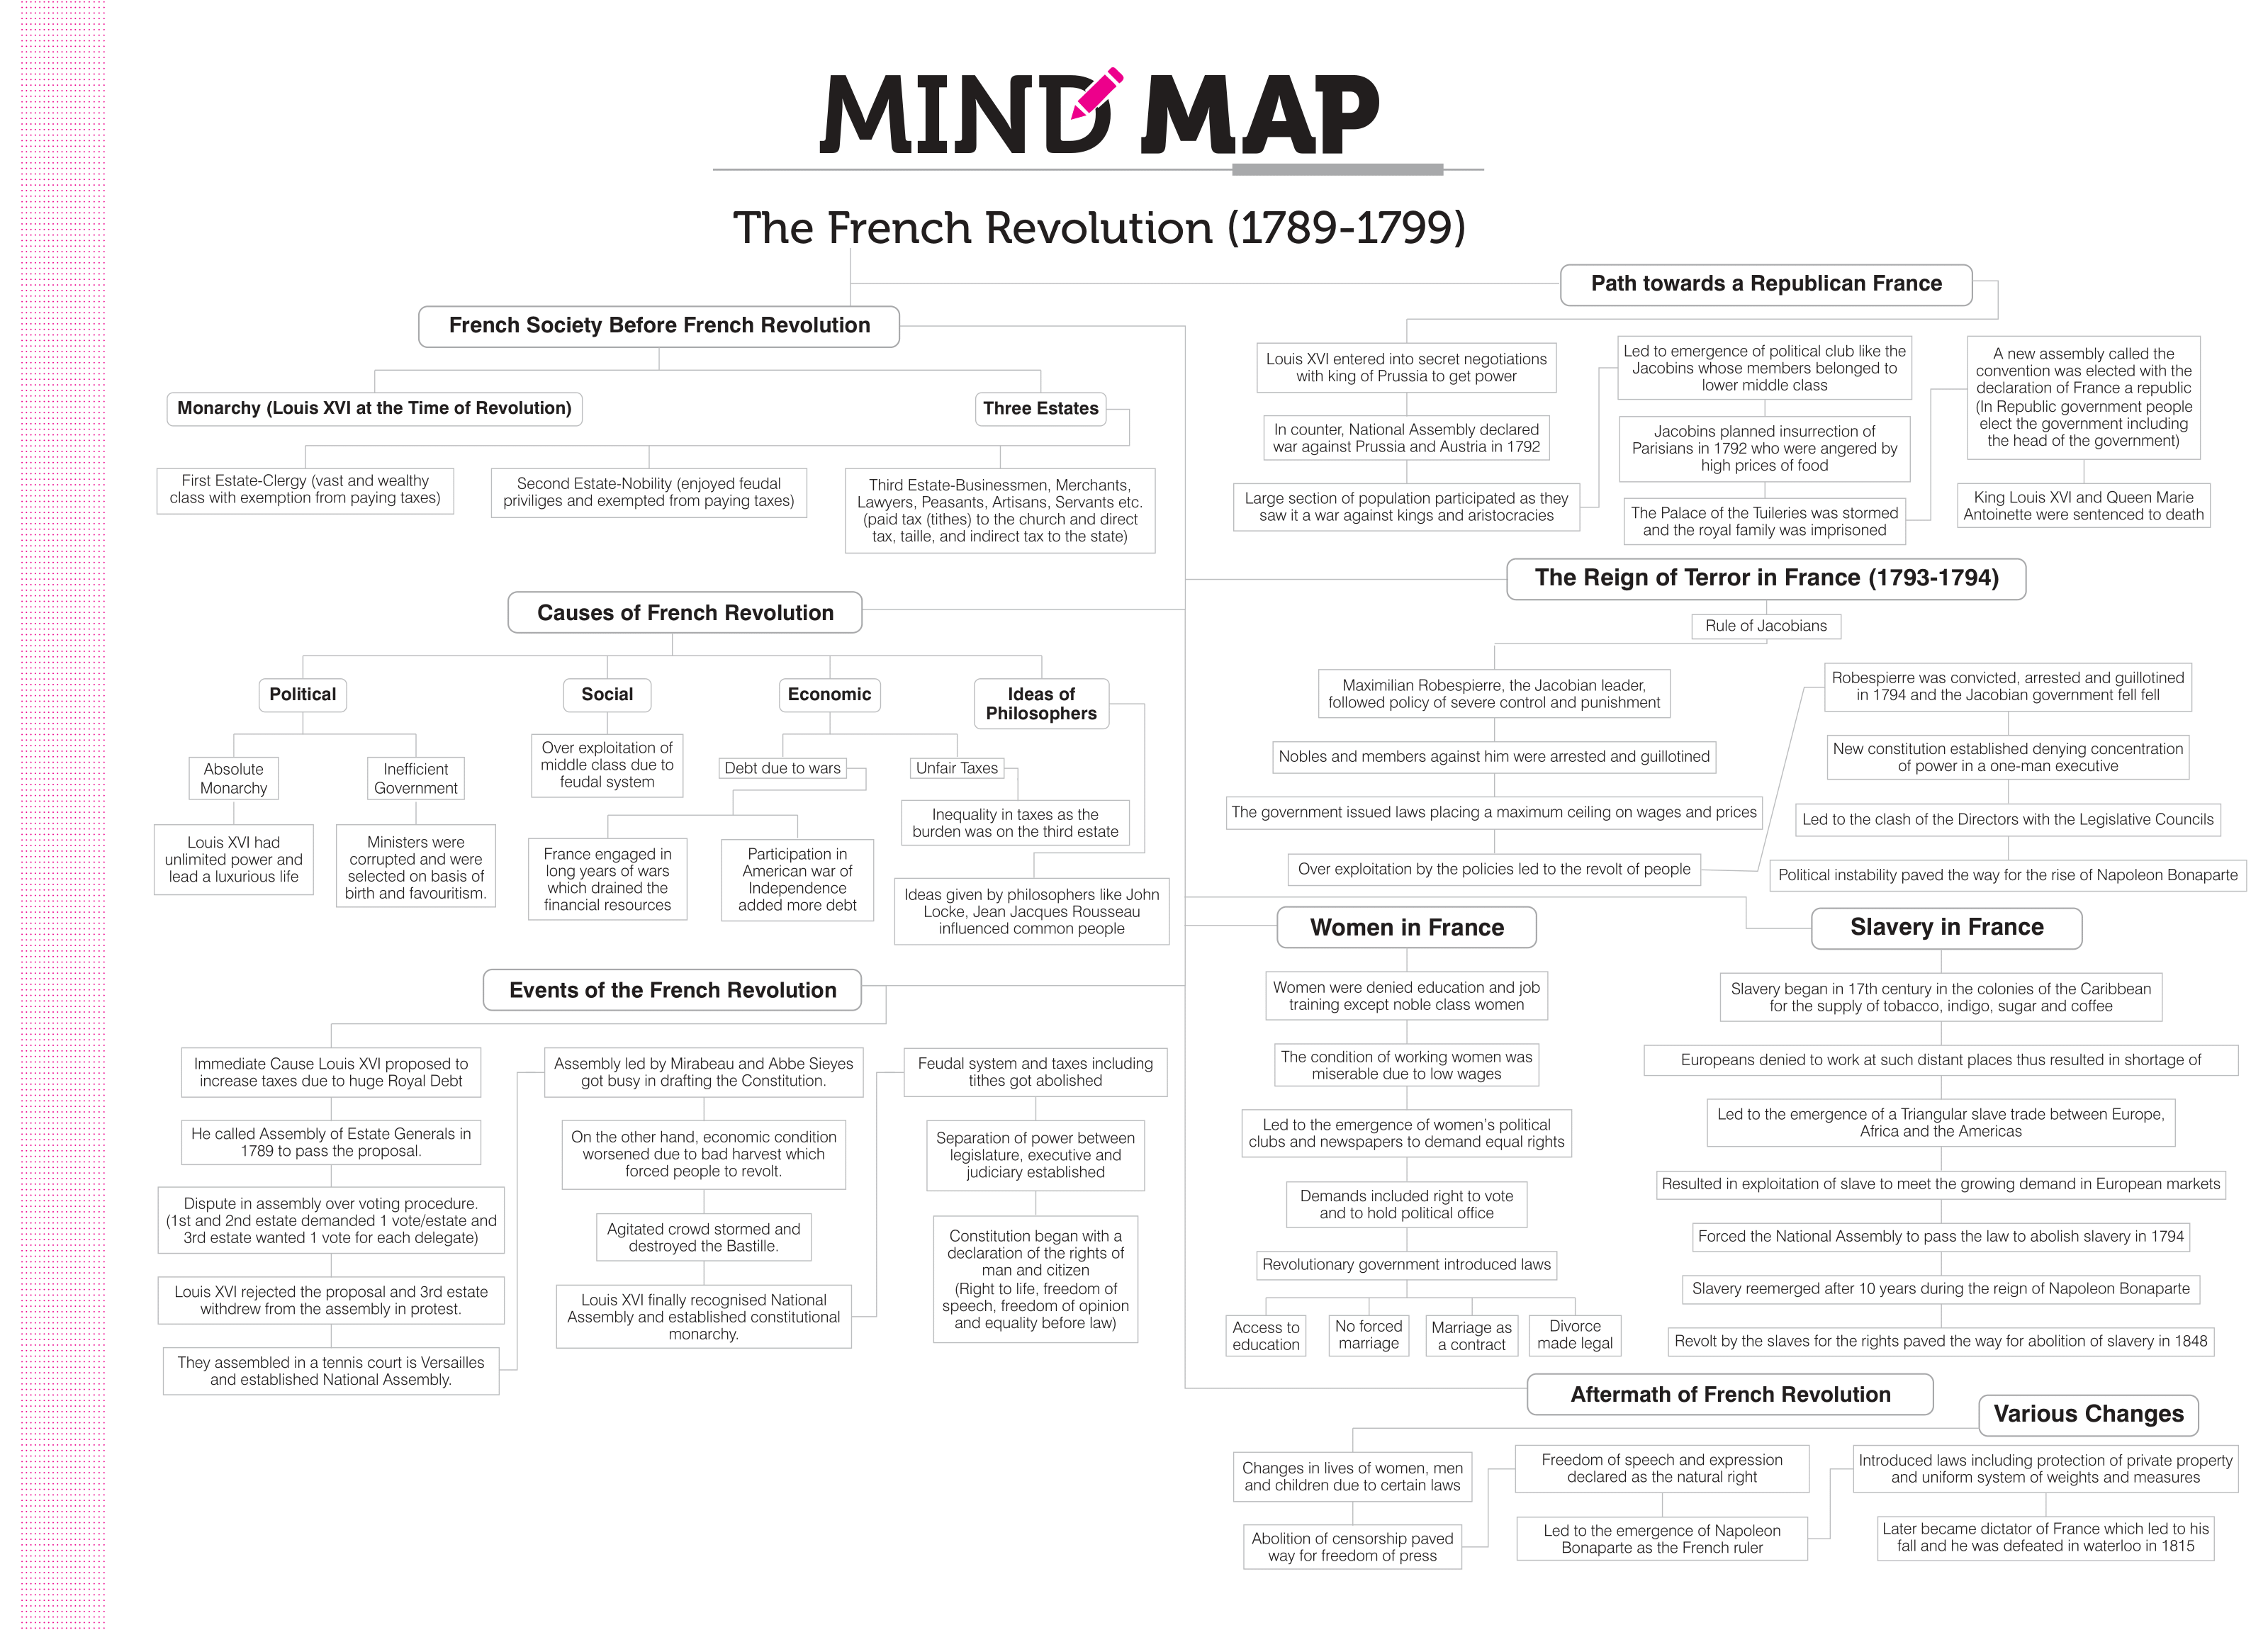 MIND MAP
The French Revolution (1789-1799)
French Society Before French Revolution
Monarchy (Louis XVI at the Time of Revolution)
Three Estates
First Estate-Clergy (vast and wealthy
class with exemption from paying taxes)
Second Estate-Nobility (enjoyed feudal
priviliges and exempted from paying taxes)
Third Estate-Businessmen, Merchants,
Lawyers, Peasants, Artisans, Servants etc.
(paid tax (tithes) to the church and direct
tax, taille, and indirect tax to the state)
Causes of French Revolution
Political
Absolute
Monarchy
Louis XVI had
unlimited power and
lead a luxurious life
Inefficient
Government
Ministers were
corrupted and were
selected on basis of
birth and favouritism.
Social
Over exploitation of
middle class due to
feudal system
Economic
Debt due to wars
France engaged in
long years of wars
which drained the
financial resources
Participation in
American war of
Independence
added more debt
Unfair Taxes
Inequality in taxes as the
burden was on the third estate
Ideas of
Philosophers
Ideas given by philosophers like John
Locke, Jean Jacques Rousseau
influenced common people
Events of the French Revolution
Immediate Cause Louis XVI proposed to
increase taxes due to huge Royal Debt
He called Assembly of Estate Generals in
1789 to pass the proposal.
Dispute in assembly over voting procedure.
(1st and 2nd estate demanded 1 vote/estate and
3rd estate wanted 1 vote for each delegate)
Louis XVI rejected the proposal and 3rd estate
withdrew from the assembly in protest.
They assembled in a tennis court is Versailles
and established National Assembly.
Assembly led by Mirabeau and Abbe Sieyes
got busy in drafting the Constitution.
On the other hand, economic condition
worsened due to bad harvest which
forced people to revolt.
Agitated crowd stormed and
destroyed the Bastille.
Louis XVI finally recognised National
Assembly and established constitutional
monarchy.
Feudal system and taxes including
tithes got abolished
Separation of power between
legislature, executive and
judiciary established
Constitution began with a
declaration of the rights of
man and citizen
(Right to life, freedom of
speech, freedom of opinion
and equality before law)
Path towards a Republican France
Louis XVI entered into secret negotiations
with king of Prussia to get power
In counter, National Assembly declared
war against Prussia and Austria in 1792
Large section of population participated as they
saw it a war against kings and aristocracies
Led to emergence of political club like the
Jacobins whose members belonged to
lower middle class
Jacobins planned insurrection of
Parisians in 1792 who were angered by
high prices of food
The Palace of the Tuileries was stormed
and the royal family was imprisoned
A new assembly called the
convention was elected with the
declaration of France a republic
(In Republic government people
elect the government including
the head of the government)
King Louis XVI and Queen Marie
Antoinette were sentenced to death
The Reign of Terror in France (1793-1794)
Rule of Jacobians
Maximilian Robespierre, the Jacobian leader,
followed policy of severe control and punishment
Nobles and members against him were arrested and guillotined
The government issued laws placing a maximum ceiling on wages and prices
Over exploitation by the policies led to the revolt of people
Robespierre was convicted, arrested and guillotined
in 1794 and the Jacobian government fell fell
New constitution established denying concentration
of power in a one-man executive
Led to the clash of the Directors with the Legislative Councils
Political instability paved the way for the rise of Napoleon Bonaparte
Women in France
Women were denied education and job
training except noble class women
The condition of working women was
miserable due to low wages
Led to the emergence of women's political
clubs and newspapers to demand equal rights
Demands included right to vote
and to hold political office
Revolutionary government introduced laws
Access to
education
No forced
marriage
Marriage as
a contract
Divorce
made legal
Slavery in France
Slavery began in 17th century in the colonies of the Caribbean
for the supply of tobacco, indigo, sugar and coffee
Europeans denied to work at such distant places thus resulted in shortage of
Led to the emergence of a Triangular slave trade between Europe,
Africa and the Americas
Resulted in exploitation of slave to meet the growing demand in European markets
Forced the National Assembly to pass the law to abolish slavery in 1794
Slavery reemerged after 10 years during the reign of Napoleon Bonaparte
Revolt by the slaves for the rights paved the way for abolition of slavery in 1848
Aftermath of French Revolution
Various Changes
Changes in lives of women, men
and children due to certain laws
Abolition of censorship paved
way for freedom of press
Freedom of speech and expression
declared as the natural right
Led to the emergence of Napoleon
Bonaparte as the French ruler
Introduced laws including protection of private property
and uniform system of weights and measures
Later became dictator of France which led to his
fall and he was defeated in waterloo in 1815